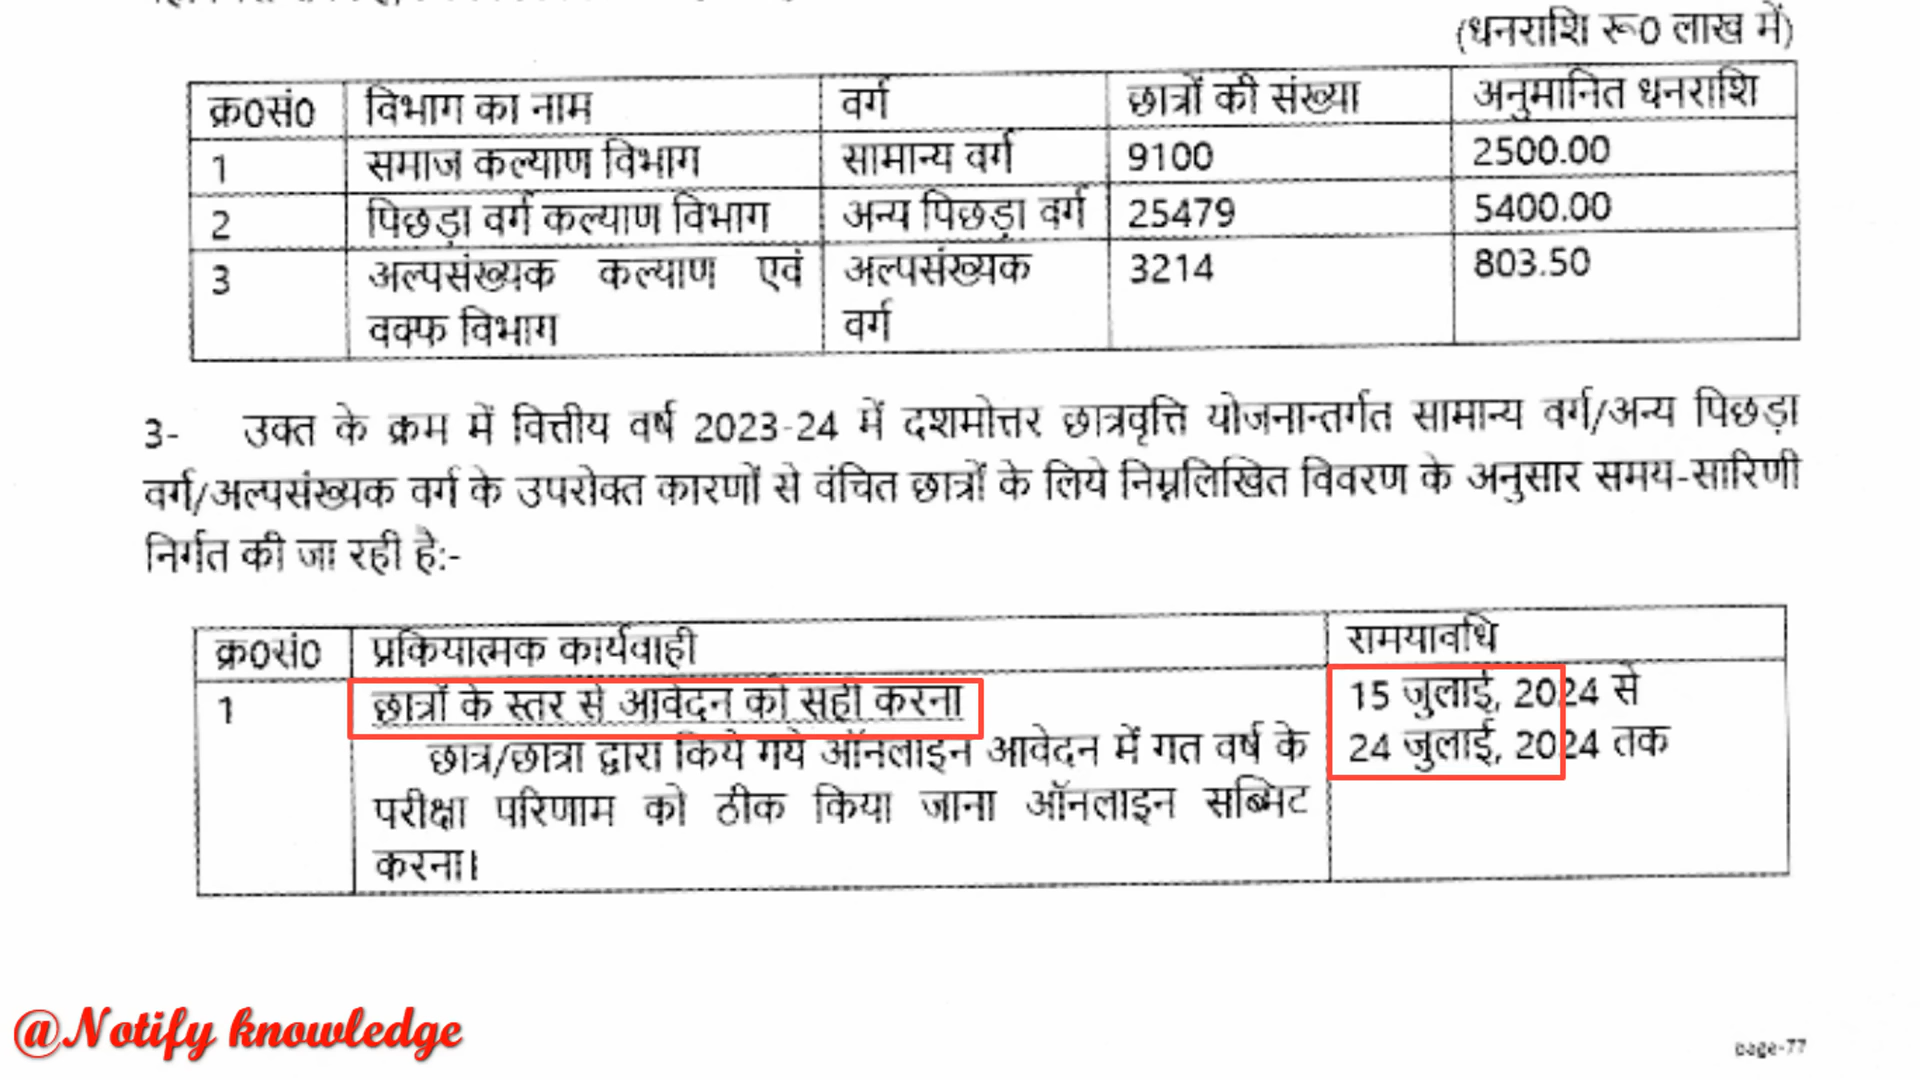 (धनराशि रू0 लाख में)
क्र0सं0 विभाग का नाम वर्ग छात्रों की संख्या अनुमानित धनराशि
1 समाज कल्याण विभाग सामान्य वर्ग 9100 2500.00
2 पिछड़ा वर्ग कल्याण विभाग अन्य पिछड़ा वर्ग 25479 5400.00
3 अल्पसंख्यक कल्याण एवं अल्पसंख्यक 3214 803.50
वक्फ विभाग वर्ग
3- उक्त के क्रम में वित्तीय वर्ष 2023-24 में दशमोत्तर छात्रवृत्ति योजनान्तर्गत सामान्य वर्ग/अन्य पिछड़ा
वर्ग/अल्पसंख्यक वर्ग के उपरोक्त कारणों से वंचित छात्रों के लिये निम्नलिखित विवरण के अनुसार समय-सारिणी
निर्गत की जा रही है:-
क्र0सं0 प्रकियात्मक कार्यवाही समयावधि
1 छात्रों के स्तर से आवेदन को सही करना 15 जुलाई, 2024 से
छात्र/छात्रा द्वारा किये गये ऑनलाइन आवेदन में गत वर्ष के 24 जुलाई, 2024 तक
परीक्षा परिणाम को ठीक किया जाना ऑनलाइन सब्मिट
करना।
@Notify knowledge
page-77